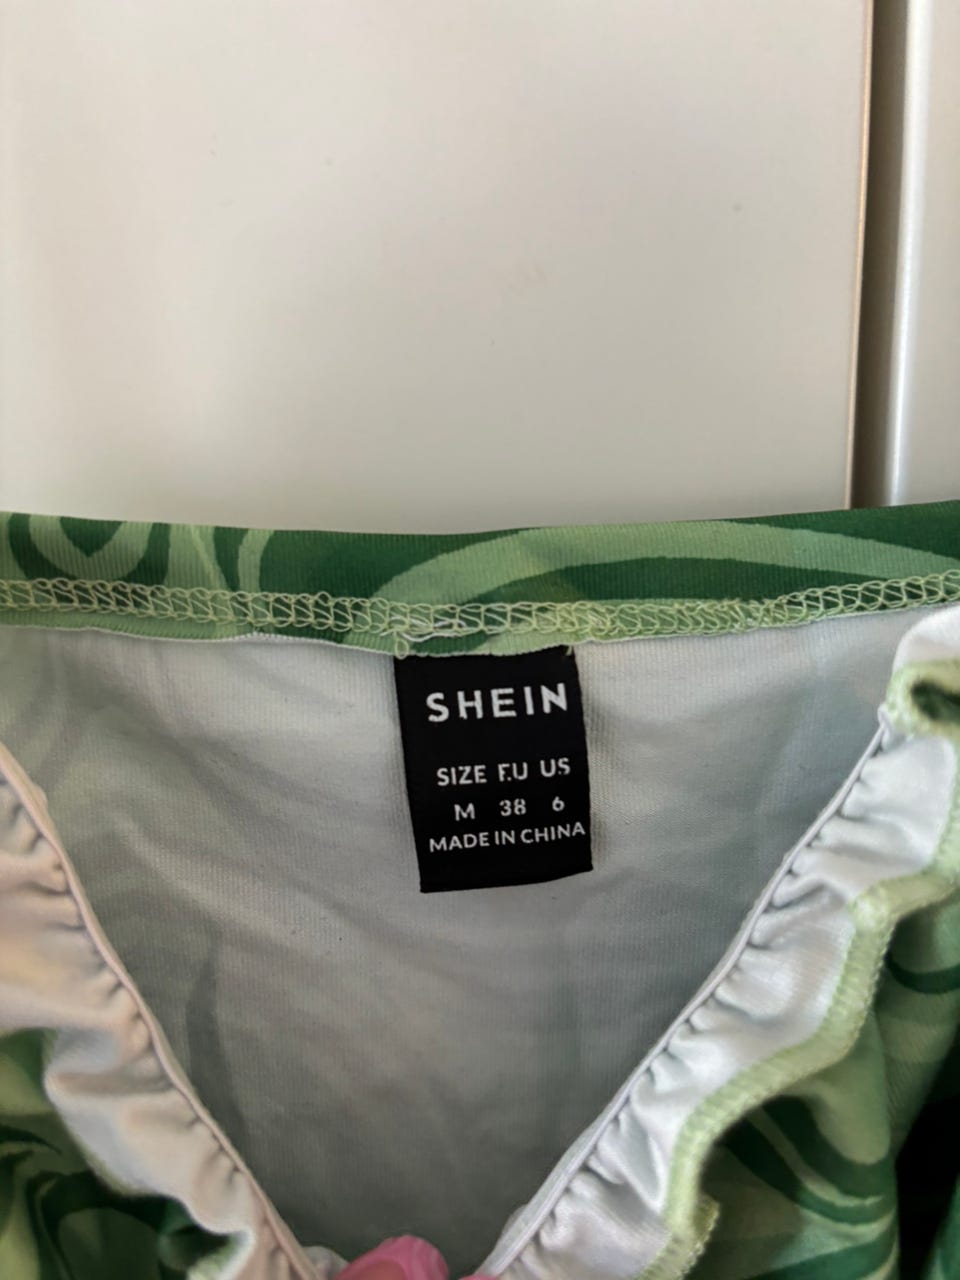 SHEIN
SIZE EU US
M 38 6
MADE IN CHINA